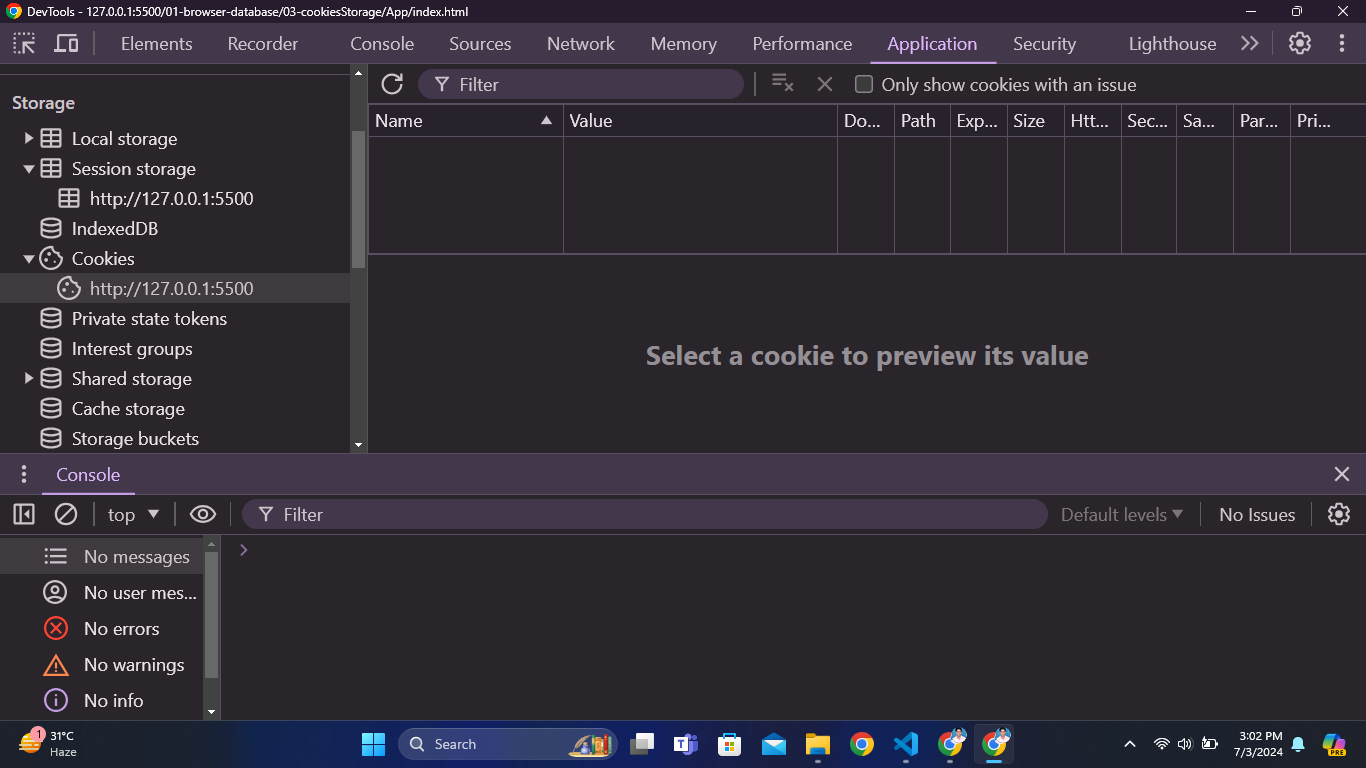 DevTools - 127.0.0.1:5500/01-browser-database/03-cookiesStorage/App/index.html
Elements Recorder Console Sources Network Memory Performance Application Security Lighthouse
Storage
Local storage
Session storage
http://127.0.0.1:5500
IndexedDB
Cookies
http://127.0.0.1:5500
Private state tokens
Interest groups
Shared storage
Cache storage
Storage buckets
Filter Only show cookies with an issue
Name Value Do... Path Exp... Size Htt... Sec... Sa... Par... Pri...
Select a cookie to preview its value
Console
top Filter Default levels No Issues
No messages
No user mes...
No errors
No warnings
No info
1
31°C
Haze
Search
3:02 PM
7/3/2024
PRE